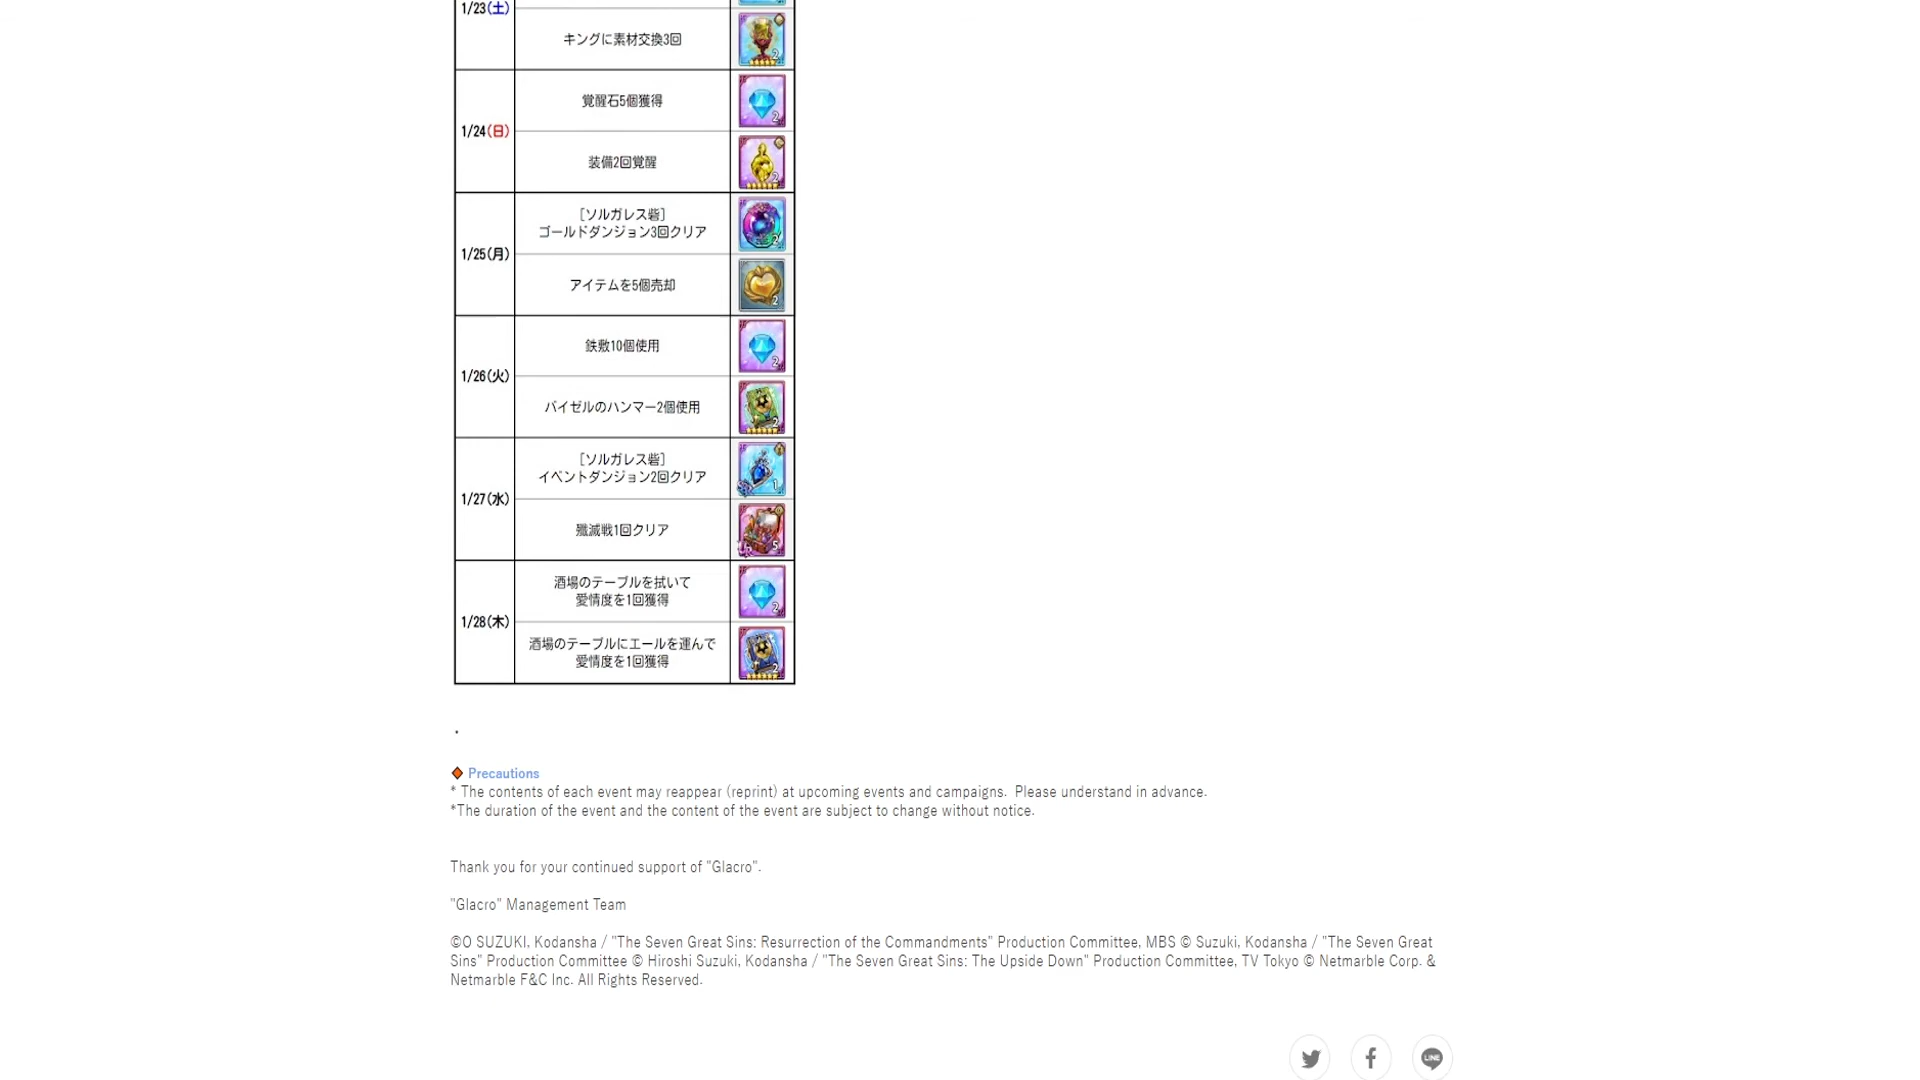 1/23(土)
キングに素材交換3回
2
1/24(日)
覚醒石5個獲得
2
装備2回覚醒
2
1/25(月)
［ソルガレス砦］
ゴールドダンジョン3回クリア
2
アイテムを5個売却
2
1/26(火)
鉄敷10個使用
2
バイゼルのハンマー2個使用
2
1/27(水)
［ソルガレス砦］
イベントダンジョン2回クリア
1
殲滅戦1回クリア
5
1/28(木)
酒場のテーブルを拭いて
愛情度を1回獲得
2
酒場のテーブルにエールを運んで
愛情度を1回獲得
2
.
Precautions
* The contents of each event may reappear (reprint) at upcoming events and campaigns. Please understand in advance.
*The duration of the event and the content of the event are subject to change without notice.
Thank you for your continued support of "Glacro".
"Glacro" Management Team
©O SUZUKI, Kodansha / "The Seven Great Sins: Resurrection of the Commandments" Production Committee, MBS © Suzuki, Kodansha / "The Seven Great
Sins" Production Committee © Hiroshi Suzuki, Kodansha / "The Seven Great Sins: The Upside Down" Production Committee, TV Tokyo © Netmarble Corp. &
Netmarble F&C Inc. All Rights Reserved.
LINE